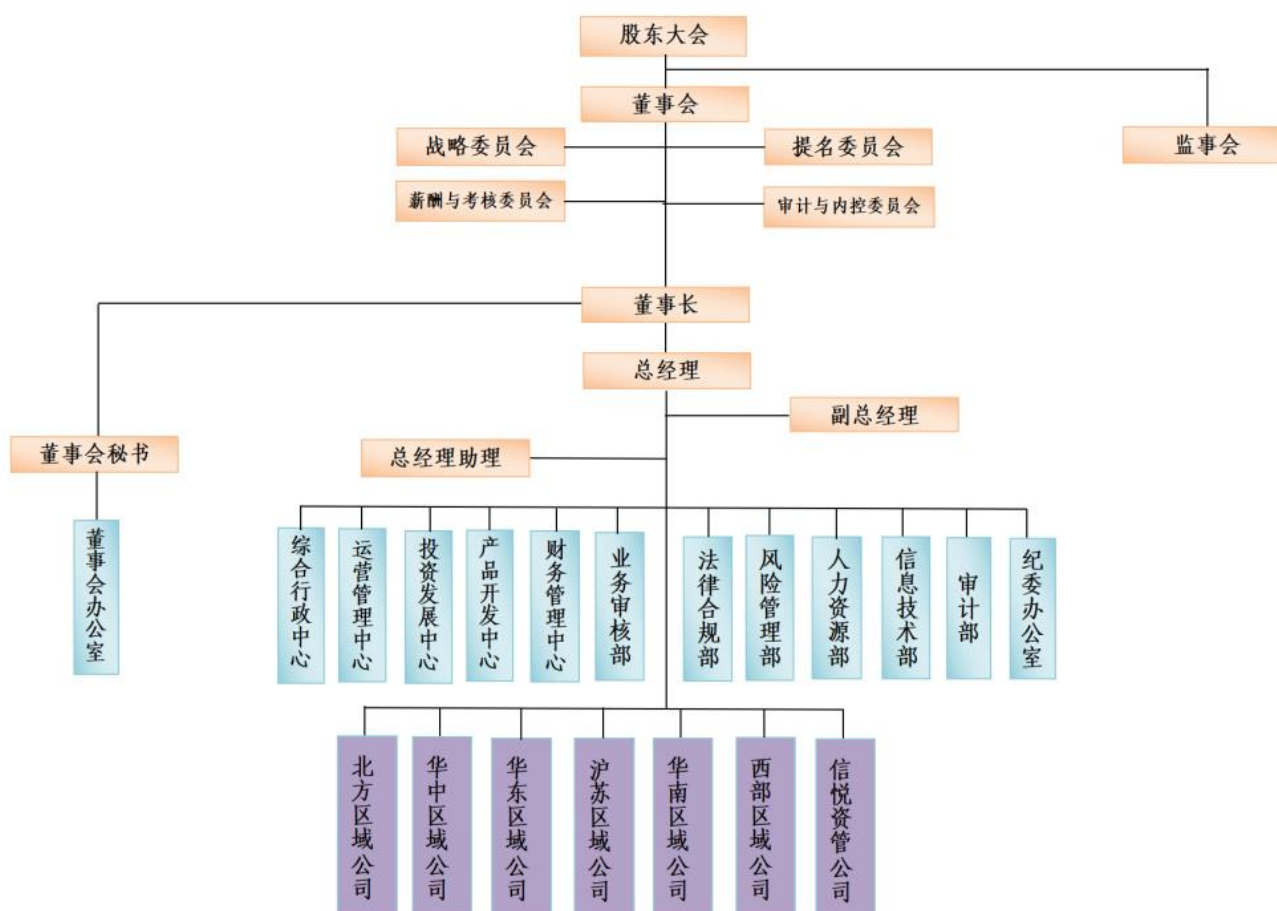 股东大会
董事会
战略委员会
提名委员会
监事会
薪酬与考核委员会
审计与内控委员会
董事长
总经理
副总经理
董事会秘书
总经理助理
董事会办公室
综合行政中心
运营管理中心
投资发展中心
产品开发中心
财务管理中心
业务审核部
法律合规部
风险管理部
人力资源部
信息技术部
审计部
纪委办公室
北方区域公司
华中区域公司
华东区域公司
沪苏区域公司
华南区域公司
西部区域公司
信悦资管公司